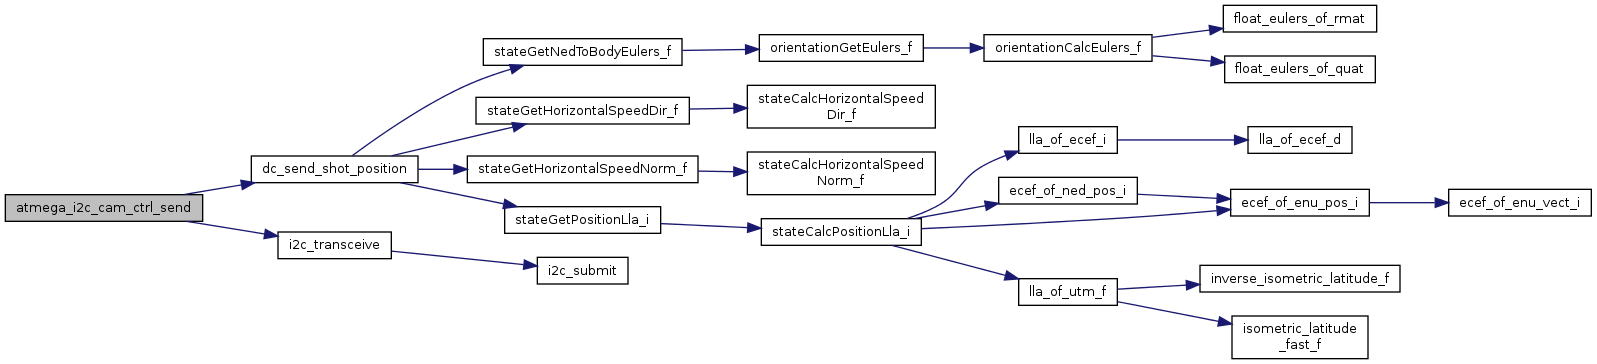 float_eulers_of_rmat
stateGetNedToBodyEulers_f
orientationGetEulers_f
orientationCalcEulers_f
float_eulers_of_quat
stateGetHorizontalSpeedDir_f
stateCalcHorizontalSpeed
Dir_f
lla_of_ecef_i
lla_of_ecef_d
dc_send_shot_position
stateGetHorizontalSpeedNorm_f
stateCalcHorizontalSpeed
Norm_f
ecef_of_ned_pos_i
ecef_of_enu_pos_i
ecef_of_enu_vect_i
atmega_i2c_cam_ctrl_send
stateGetPositionLla_i
stateCalcPositionLla_i
i2c_transceive
i2c_submit
lla_of_utm_f
inverse_isometric_latitude_f
isometric_latitude
_fast_f